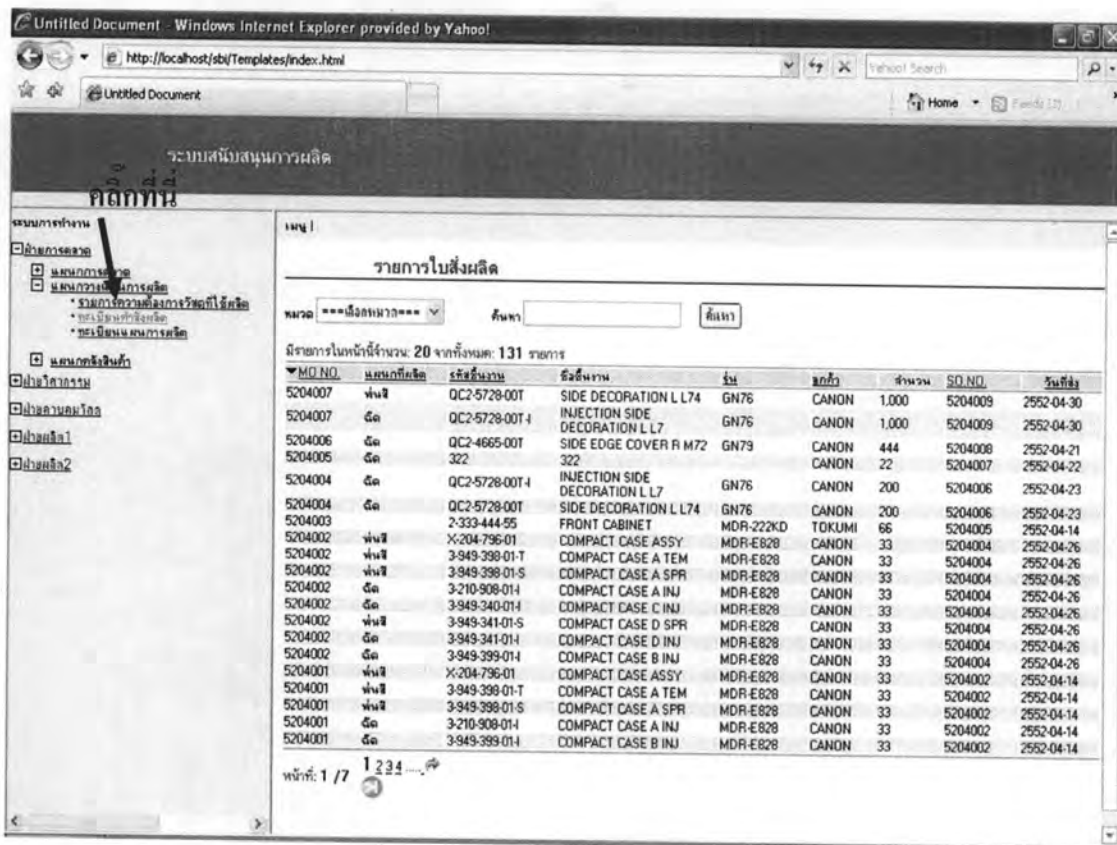 Untitled Document - Windows Internet Explorer provided by Yahoo!
http://localhost/sbi/Templates/index.html
Yahoo! Search
Untitled Document
Home
ระบบสนับสนุนการผลิต
คลิกที่นี่
ระบบการทำงาน
ฝ่ายการตลาด
แผนกการตลาด
แผนกวางแผนการผลิต
รายการความต้องการวัสดุที่ใช้ผลิต
ทะเบียนคำสั่งผลิต
ทะเบียนแผนการผลิต
แผนกคลังสินค้า
ฝ่ายวิศวกรรม
ฝ่ายผลิต1
ฝ่ายผลิต2
เมนู |
รายการใบสั่งผลิต
หมวด ===เลือกหมวด=== ค้นหา ค้นหา
มีรายการในหน้านี้จำนวน: 20 จากทั้งหมด: 131 รายการ
MO NO. แผนกที่ผลิต รหัสชิ้นงาน ชื่อชิ้นงาน รุ่น ลูกค้า จำนวน SO.NO. วันที่ส่ง
5204007 พ่นสี QC2-5728-00T SIDE DECORATION L L74 GN76 CANON 1,000 5204009 2552-04-30
5204007 ฉีด QC2-5728-00T-I INJECTION SIDE DECORATION L L7 GN76 CANON 1,000 5204009 2552-04-30
5204006 ฉีด QC2-4665-00T SIDE EDGE COVER R M72 GN79 CANON 444 5204008 2552-04-21
5204005 ฉีด 322 322 CANON 22 5204007 2552-04-22
5204004 ฉีด QC2-5728-00T-I INJECTION SIDE DECORATION L L7 GN76 CANON 200 5204006 2552-04-23
5204004 ฉีด QC2-5728-00T SIDE DECORATION L L74 GN76 CANON 200 5204006 2552-04-23
5204003 2-333-444-55 FRONT CABINET MDR-222KD TOKUMI 66 5204005 2552-04-14
5204002 พ่นสี X-204-796-01 COMPACT CASE ASSY MDR-E828 CANON 33 5204004 2552-04-26
5204002 พ่นสี 3-949-398-01-T COMPACT CASE A TEM MDR-E828 CANON 33 5204004 2552-04-26
5204002 พ่นสี 3-949-398-01-S COMPACT CASE A SPR MDR-E828 CANON 33 5204004 2552-04-26
5204002 ฉีด 3-210-908-01-I COMPACT CASE A INJ MDR-E828 CANON 33 5204004 2552-04-26
5204002 ฉีด 3-949-340-01-I COMPACT CASE C INJ MDR-E828 CANON 33 5204004 2552-04-26
5204002 พ่นสี 3-949-341-01-S COMPACT CASE D SPR MDR-E828 CANON 33 5204004 2552-04-26
5204002 ฉีด 3-949-341-01-I COMPACT CASE D INJ MDR-E828 CANON 33 5204004 2552-04-26
5204002 ฉีด 3-949-399-01-I COMPACT CASE B INJ MDR-E828 CANON 33 5204004 2552-04-26
5204001 พ่นสี X-204-796-01 COMPACT CASE ASSY MDR-E828 CANON 33 5204002 2552-04-14
5204001 พ่นสี 3-949-398-01-T COMPACT CASE A TEM MDR-E828 CANON 33 5204002 2552-04-14
5204001 พ่นสี 3-949-398-01-S COMPACT CASE A SPR MDR-E828 CANON 33 5204002 2552-04-14
5204001 ฉีด 3-210-908-01-I COMPACT CASE A INJ MDR-E828 CANON 33 5204002 2552-04-14
5204001 ฉีด 3-949-399-01-I COMPACT CASE B INJ MDR-E828 CANON 33 5204002 2552-04-14
หน้าที่: 1 /7 1 2 3 4 .....